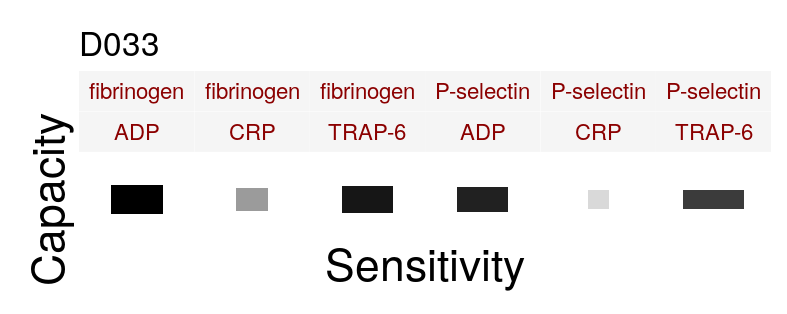 D033
fibrinogen fibrinogen fibrinogen P-selectin P-selectin P-selectin
ADP CRP TRAP-6 ADP CRP TRAP-6
Capacity
Sensitivity